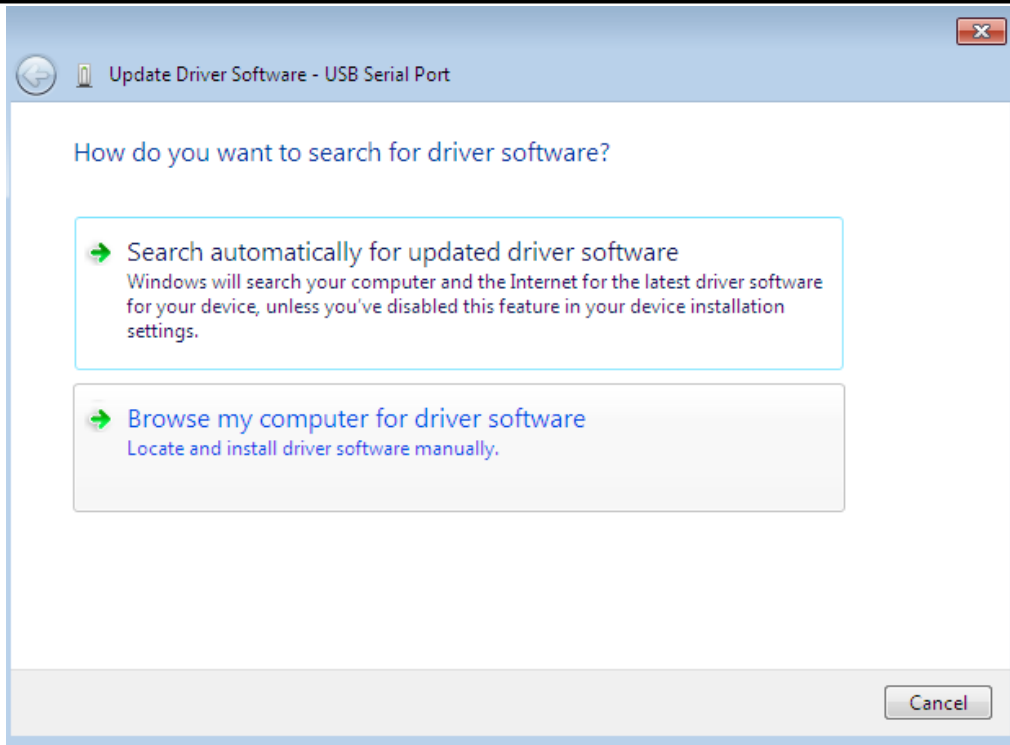 Update Driver Software - USB Serial Port
How do you want to search for driver software?
Search automatically for updated driver software
Windows will search your computer and the Internet for the latest driver software
for your device, unless you've disabled this feature in your device installation
settings.
Browse my computer for driver software
Locate and install driver software manually.
Cancel